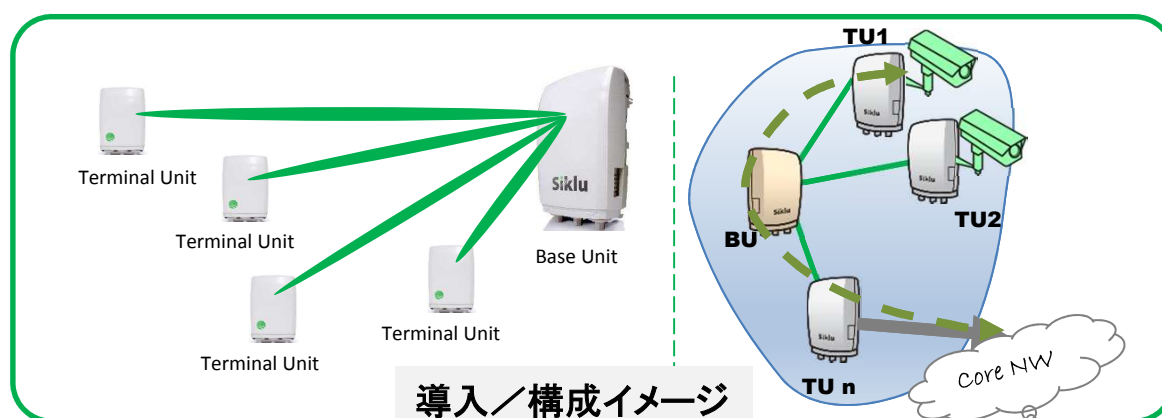 Terminal Unit
Terminal Unit
Terminal Unit
Terminal Unit
Siklu
Base Unit
TU1
Siklu
TU2
Siklu
BU
Siklu
TU n
Siklu
Core NW
導入／構成イメージ